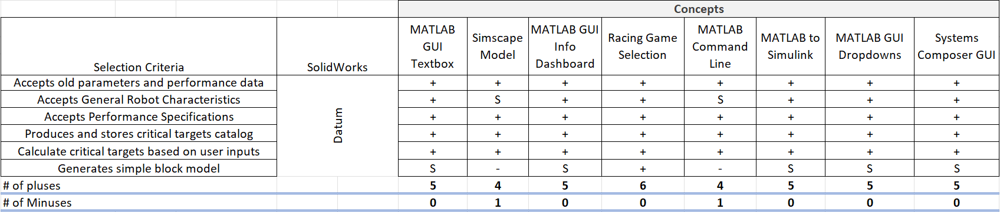 Concepts
Selection Criteria SolidWorks MATLAB GUI Textbox Simscape Model MATLAB GUI Info Dashboard Racing Game Selection MATLAB Command Line MATLAB to Simulink MATLAB GUI Dropdowns Systems Composer GUI
Accepts old parameters and performance data + + + + + + + +
Accepts General Robot Characteristics + S + + S + + +
Accepts Performance Specifications + + + + + + + +
Datum
Produces and stores critical targets catalog + + + + + + + +
Calculate critical targets based on user inputs + + + + + + + +
Generates simple block model S - S + - S S S
# of pluses 5 4 5 6 4 5 5 5
# of Minuses 0 1 0 0 1 0 0 0